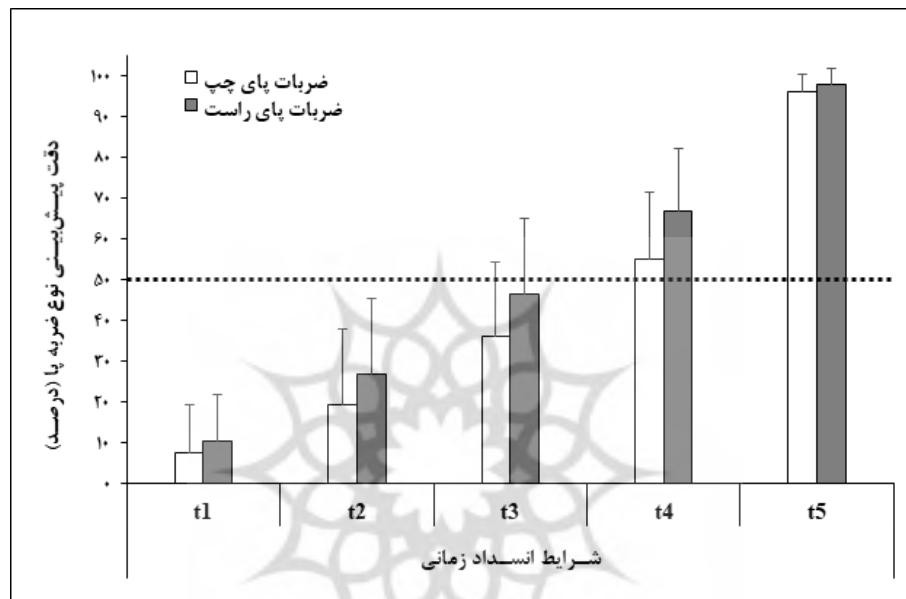 ضربات پای چپ
ضربات پای راست
دقت پیش‌بینی نوع ضربه پا (درصد)
۱۰۰
۹۰
۸۰
۷۰
۶۰
۵۰
۴۰
۳۰
۲۰
۱۰
۰
t1 t2 t3 t4 t5
شرایط انسداد زمانی